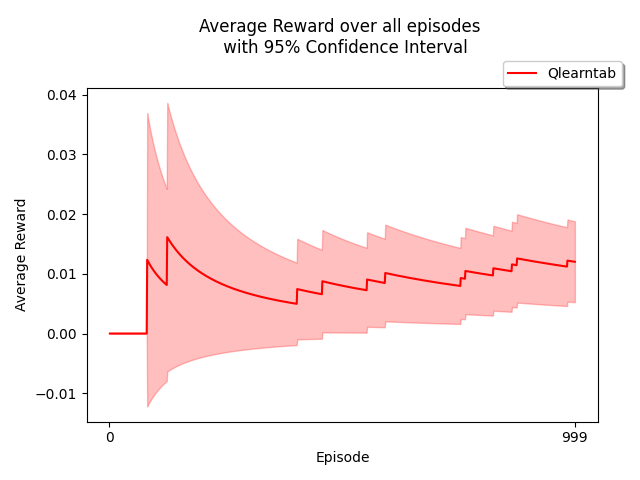 Average Reward over all episodes
with 95% Confidence Interval
Qlearntab
0.04
0.03
0.02
0.01
0.00
−0.01
Average Reward
0
999
Episode